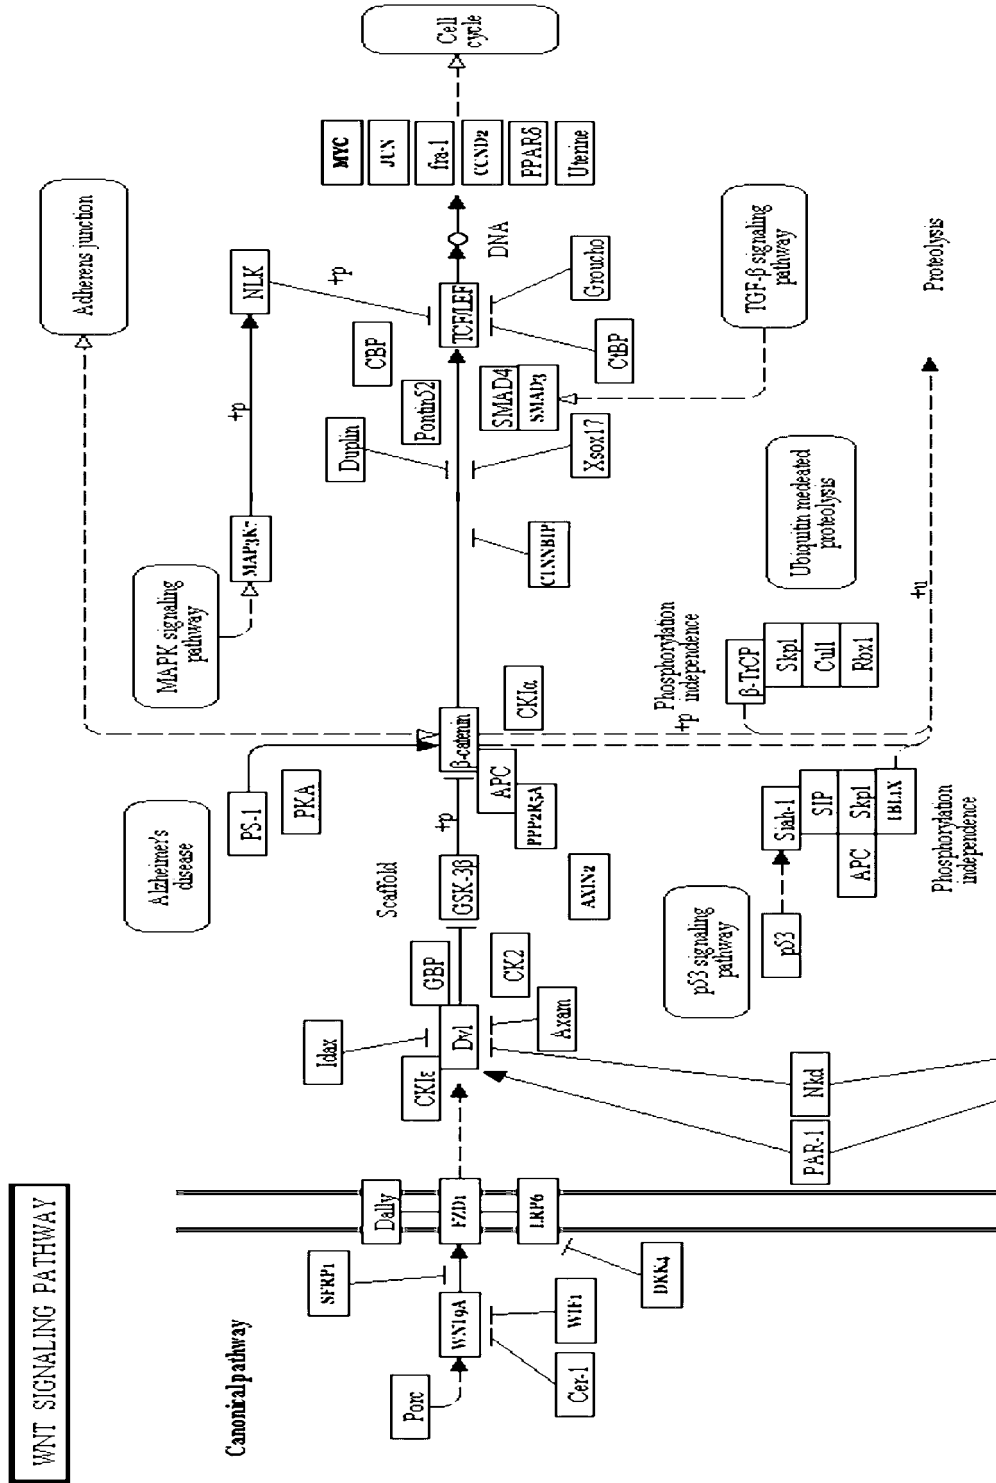 WNT SIGNALING PATHWAY
Canonical pathway
Porc
WNT9A
Cer-1
WIF1
SFRP1
Dally
FZD1
LRP6
DKK4
PAR-1
Nkd
Idax
CKIε
Dvl
GBP
Axam
CK2
Scaffold
GSK-3β
AXIN2
+p
Alzheimer's
disease
PS-1
PKA
β-catenin
APC
PPP2R5A
CKIα
p53 signaling
pathway
p53
Siah-1
SIP
APC
Skp1
TBL1X
Phosphorylation
independence
Phosphorylation
independence
+p
β-TrCP
Skp1
Cul1
Rbx1
+u
Ubiquitin medeated
proteolysis
Proteolysis
MAPK signaling
pathway
MAP3K7
+p
NLK
+p
Adherens junction
CTNNBIP
Duplin
Xsox17
Pontin52
CBP
SMAD4
SMAD3
TCF/LEF
CtBP
Groucho
TGF-β signaling
pathway
DNA
MYC
JUN
fra-1
CCND2
PPARδ
Uterine
Cell
cycle